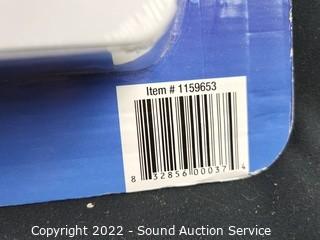 Item # 1159653
8 32856 00037 4
Copyright 2022 - Sound Auction Service